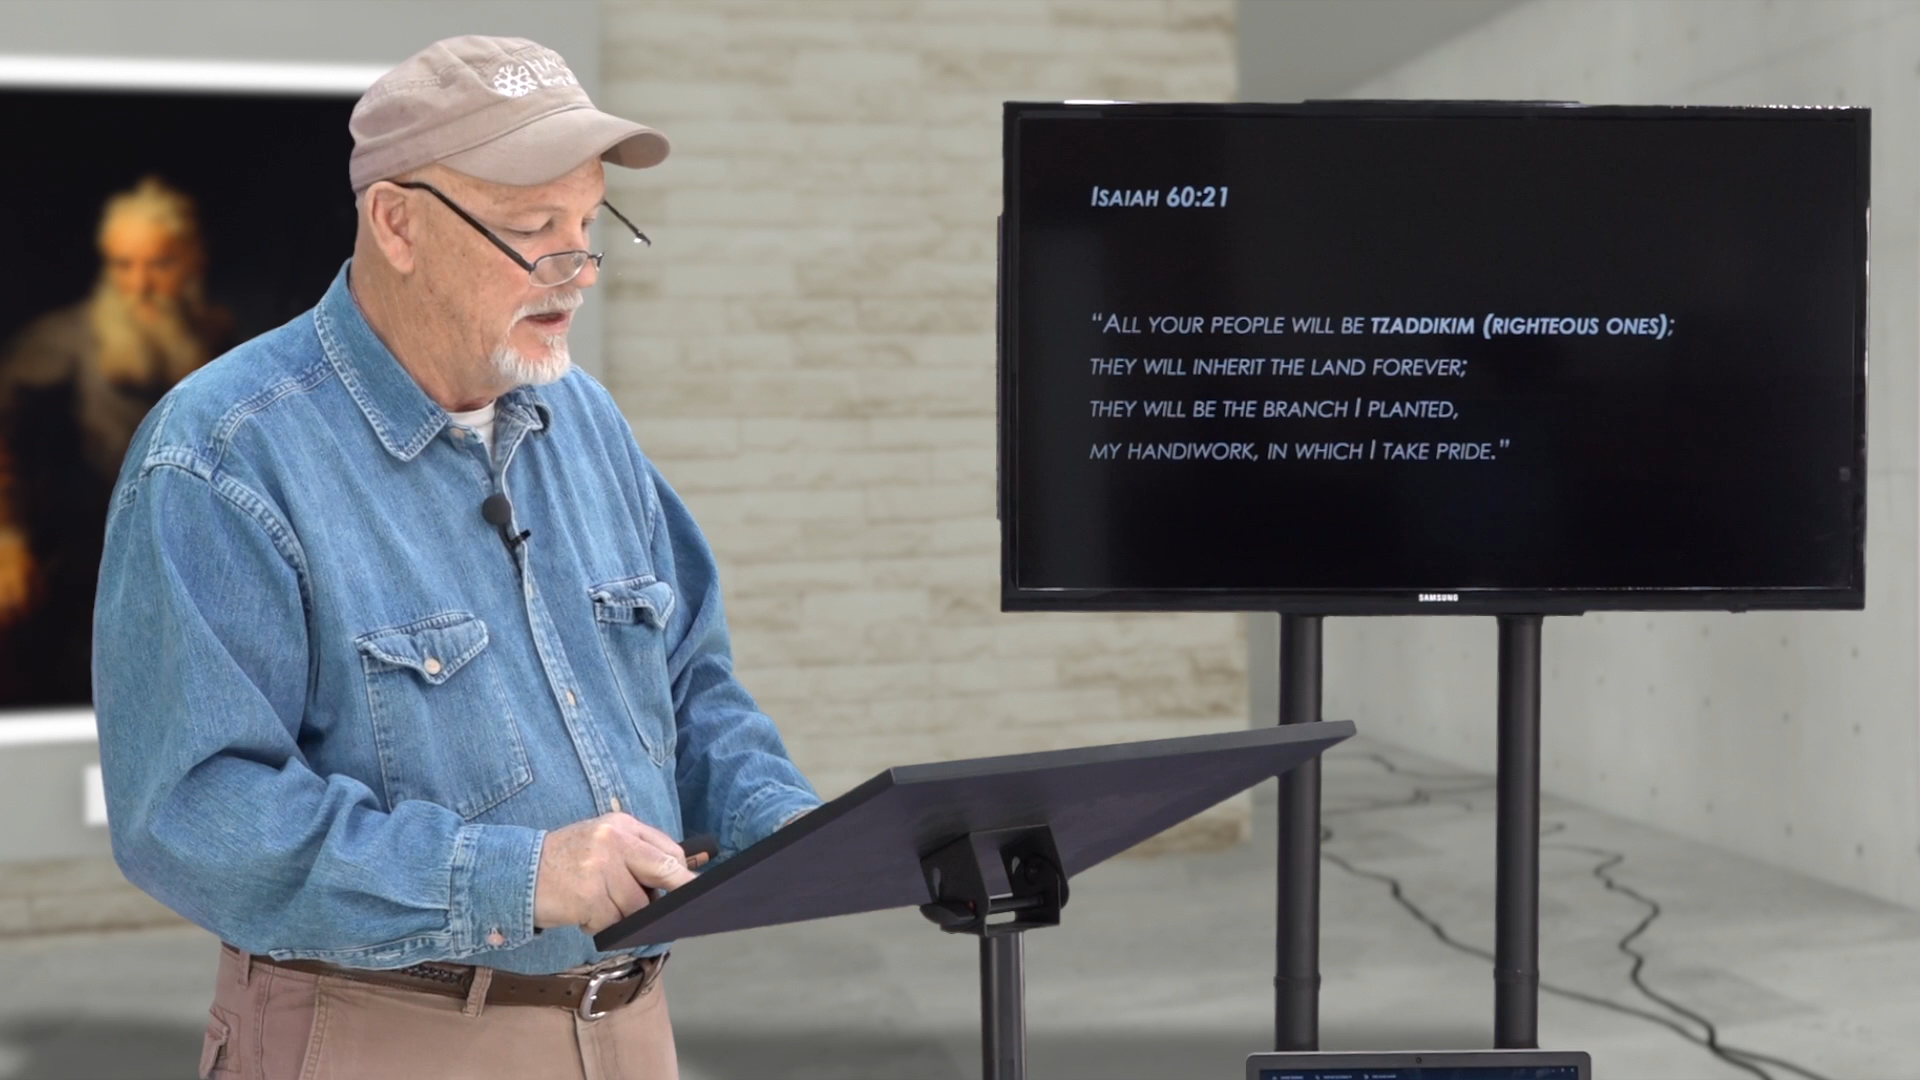 ISAIAH 60:21
"ALL YOUR PEOPLE WILL BE TZADDIKIM (RIGHTEOUS ONES);
THEY WILL INHERIT THE LAND FOREVER;
THEY WILL BE THE BRANCH I PLANTED,
MY HANDIWORK, IN WHICH I TAKE PRIDE."
SAMSUNG